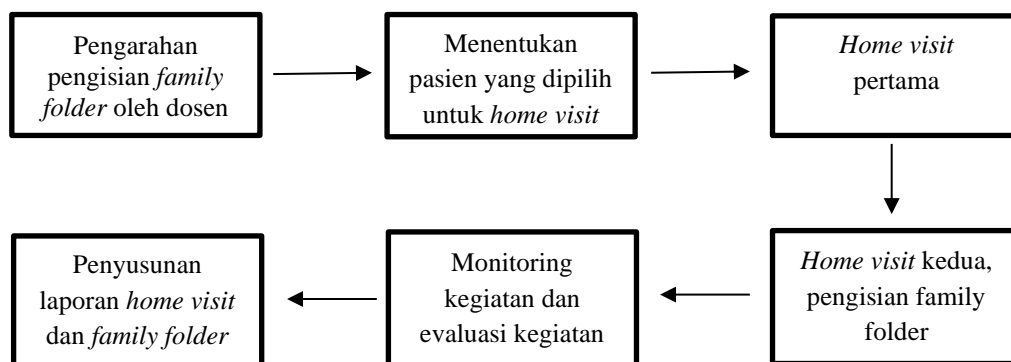 Pengarahan
pengisian family
folder oleh dosen
Menentukan
pasien yang dipilih
untuk home visit
Home visit
pertama
Home visit kedua,
pengisian family
folder
Monitoring
kegiatan dan
evaluasi kegiatan
Penyusunan
laporan home visit
dan family folder